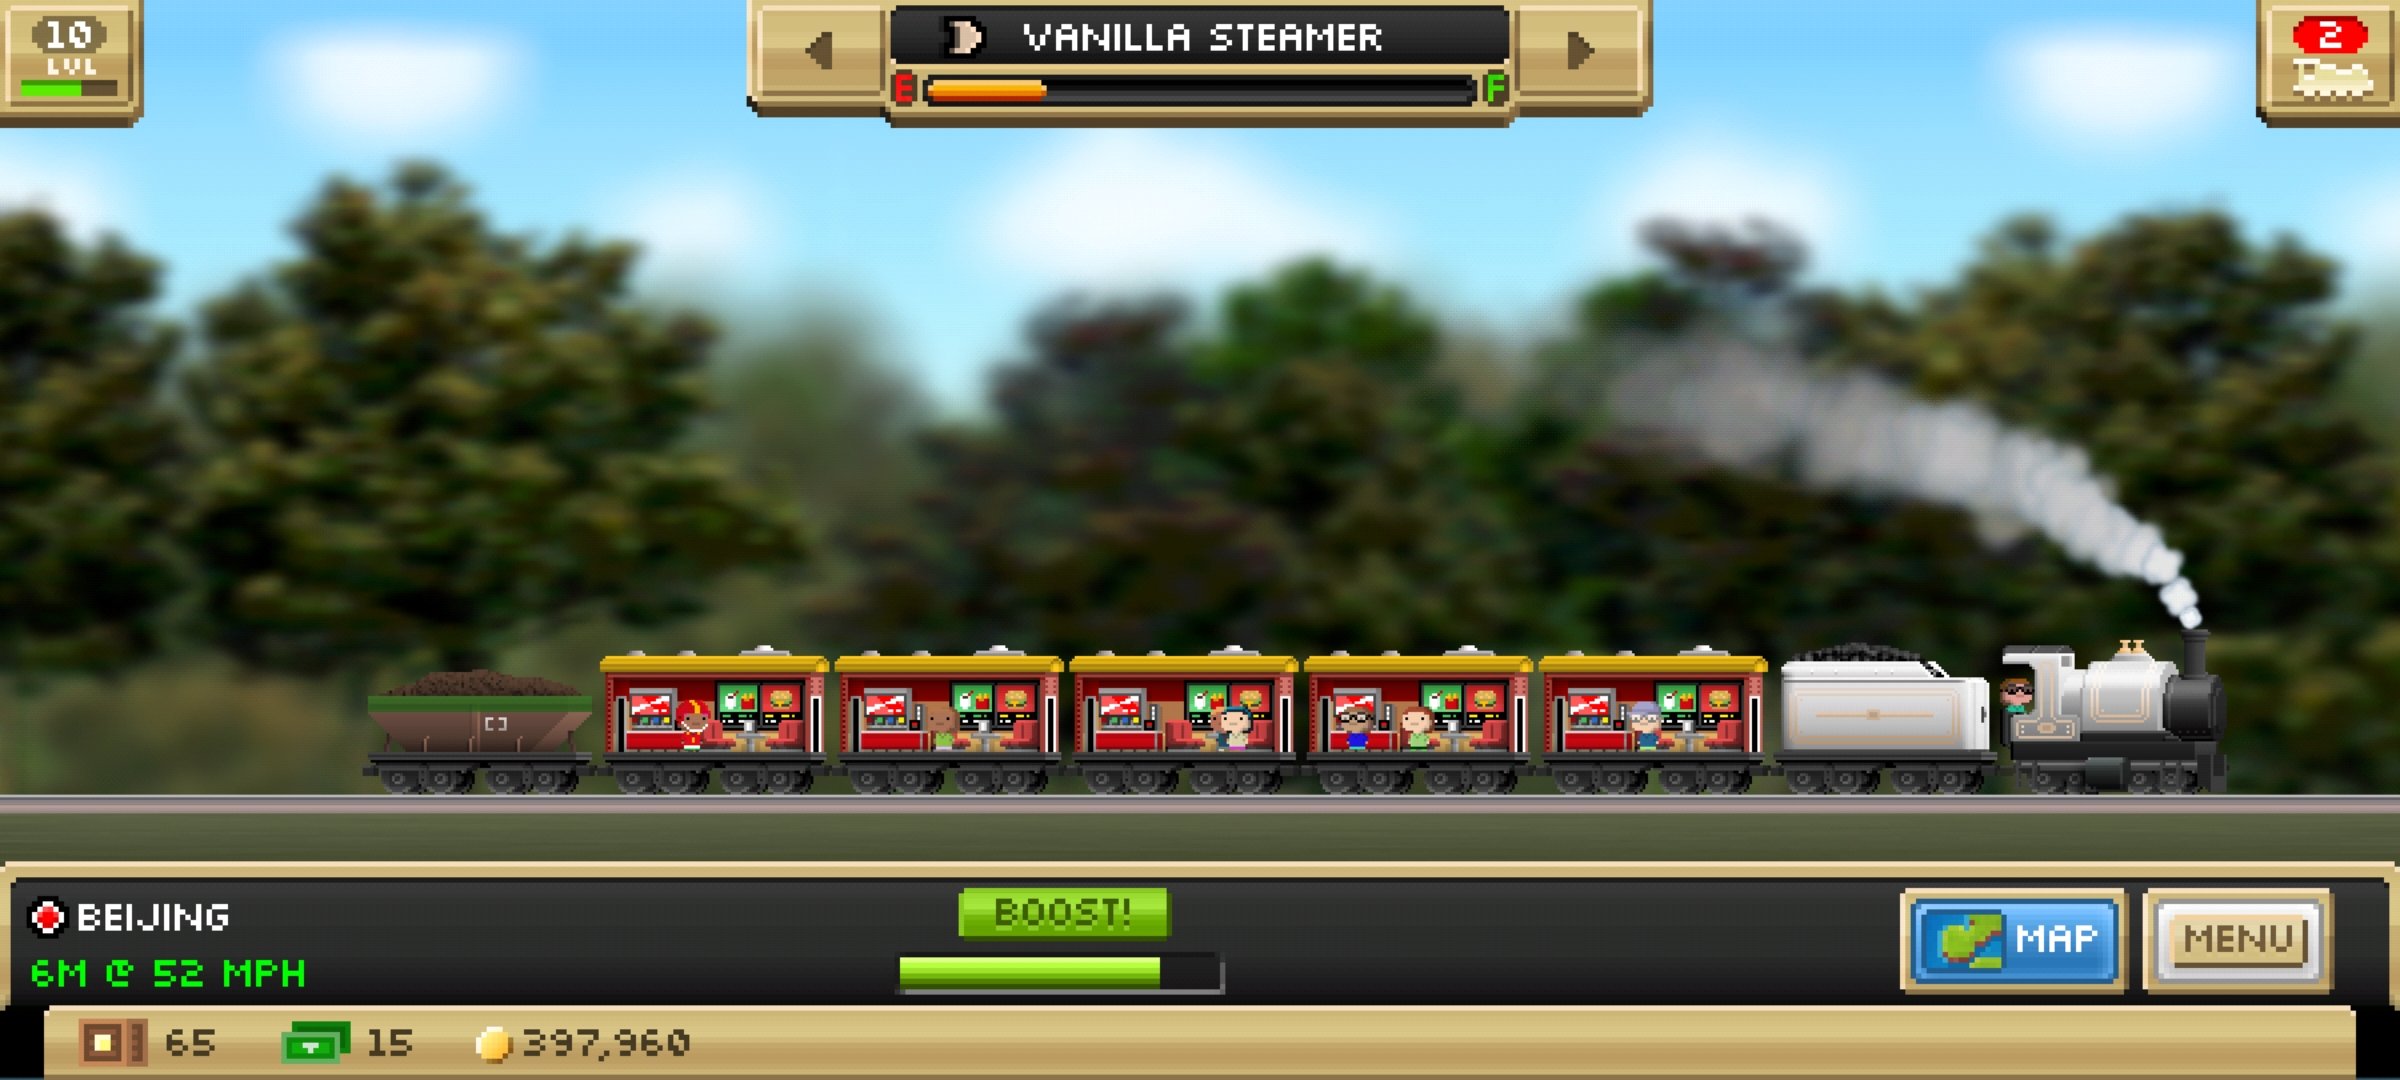 10
LVL
VANILLA STEAMER
E F
2
BEIJING
6M @ 52 MPH
BOOST!
MAP
MENU
65
15
397,960